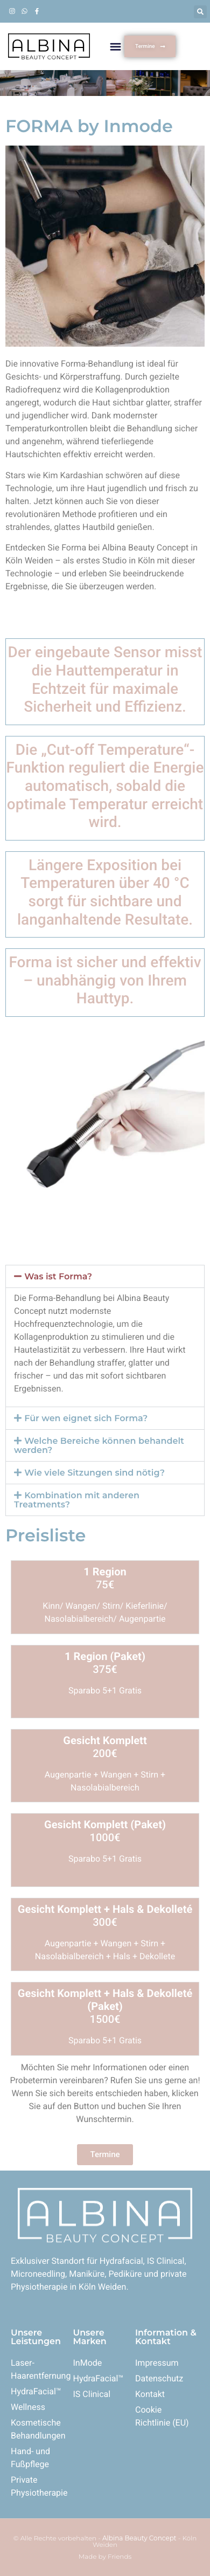 ALBINA
BEAUTY CONCEPT
Termine →
FORMA by Inmode
Die innovative Forma-Behandlung ist ideal für
Gesichts- und Körperstraffung. Durch gezielte
Radiofrequenz wird die Kollagenproduktion
angeregt, wodurch die Haut sichtbar glatter, straffer
und jugendlicher wird. Dank modernster
Temperaturkontrollen bleibt die Behandlung sicher
und angenehm, während tieferliegende
Hautschichten effektiv erreicht werden.
Stars wie Kim Kardashian schwören auf diese
Technologie, um ihre Haut jugendlich und frisch zu
halten. Jetzt können auch Sie von dieser
revolutionären Methode profitieren und ein
strahlendes, glattes Hautbild genießen.
Entdecken Sie Forma bei Albina Beauty Concept in
Köln Weiden – als erstes Studio in Köln mit dieser
Technologie – und erleben Sie beeindruckende
Ergebnisse, die Sie überzeugen werden.
Der eingebaute Sensor misst
die Hauttemperatur in
Echtzeit für maximale
Sicherheit und Effizienz.
Die „Cut-off Temperature“-
Funktion reguliert die Energie
automatisch, sobald die
optimale Temperatur erreicht
wird.
Längere Exposition bei
Temperaturen über 40 °C
sorgt für sichtbare und
langanhaltende Resultate.
Forma ist sicher und effektiv
– unabhängig von Ihrem
Hauttyp.
Was ist Forma?
Die Forma-Behandlung bei Albina Beauty
Concept nutzt modernste
Hochfrequenztechnologie, um die
Kollagenproduktion zu stimulieren und die
Hautelastizität zu verbessern. Ihre Haut wirkt
nach der Behandlung straffer, glatter und
frischer – und das mit sofort sichtbaren
Ergebnissen.
Für wen eignet sich Forma?
Welche Bereiche können behandelt
werden?
Wie viele Sitzungen sind nötig?
Kombination mit anderen
Treatments?
Preisliste
1 Region
75€
Kinn/ Wangen/ Stirn/ Kieferlinie/
Nasolabialbereich/ Augenpartie
1 Region (Paket)
375€
Sparabo 5+1 Gratis
Gesicht Komplett
200€
Augenpartie + Wangen + Stirn +
Nasolabialbereich
Gesicht Komplett (Paket)
1000€
Sparabo 5+1 Gratis
Gesicht Komplett + Hals & Dekolleté
300€
Augenpartie + Wangen + Stirn +
Nasolabialbereich + Hals + Dekollete
Gesicht Komplett + Hals & Dekolleté
(Paket)
1500€
Sparabo 5+1 Gratis
Möchten Sie mehr Informationen oder einen
Probetermin vereinbaren? Rufen Sie uns gerne an!
Wenn Sie sich bereits entschieden haben, klicken
Sie auf den Button und buchen Sie Ihren
Wunschtermin.
Termine
ALBINA
BEAUTY CONCEPT
Exklusiver Standort für Hydrafacial, IS Clinical,
Microneedling, Maniküre, Pediküre und private
Physiotherapie in Köln Weiden.
Unsere
Leistungen
Laser-
Haarentfernung
HydraFacial™
Wellness
Kosmetische
Behandlungen
Hand- und
Fußpflege
Private
Physiotherapie
Unsere
Marken
InMode
HydraFacial™
IS Clinical
Information &
Kontakt
Impressum
Datenschutz
Kontakt
Cookie
Richtlinie (EU)
© Alle Rechte vorbehalten - Albina Beauty Concept - Köln
Weiden
Made by Friends